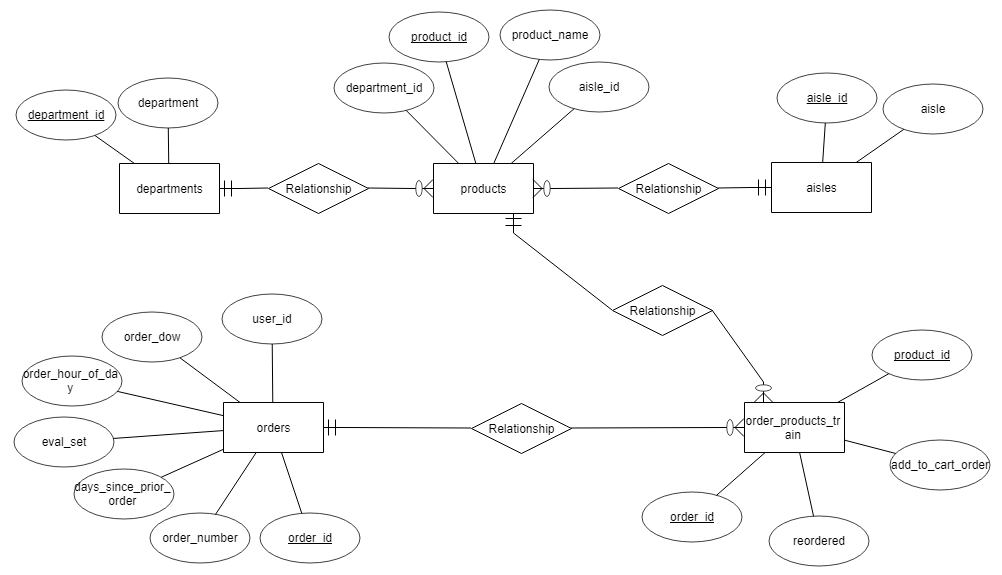 product_id
product_name
department_id
aisle_id
department_id
department
aisle_id
aisle
departments
Relationship
products
Relationship
aisles
Relationship
user_id
order_dow
order_hour_of_da
y
eval_set
days_since_prior_
order
order_number
order_id
orders
Relationship
order_products_t​r
ain
product_id
add_to_cart_order
order_id
reordered